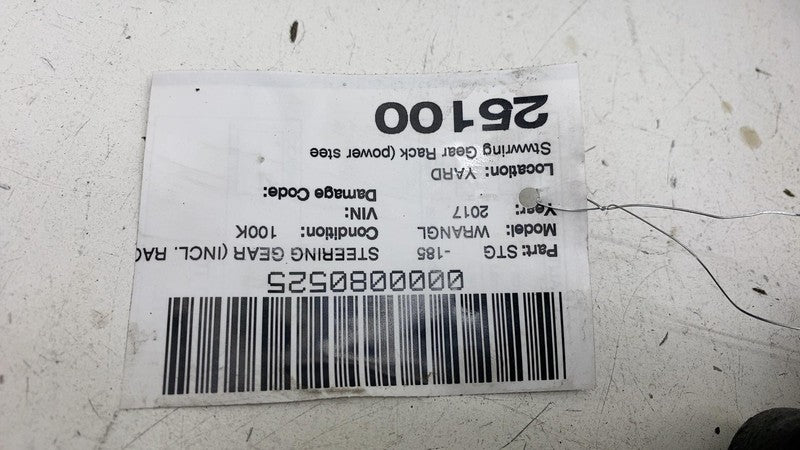 0000080525
Part: STG -185 STEERING GEAR (INCL. RAC
Model: WRANGL Condition: 100K
Year: 2017 VIN:
Damage Code:
Location: YARD
Stwwring Gear Rack (power stee
25100